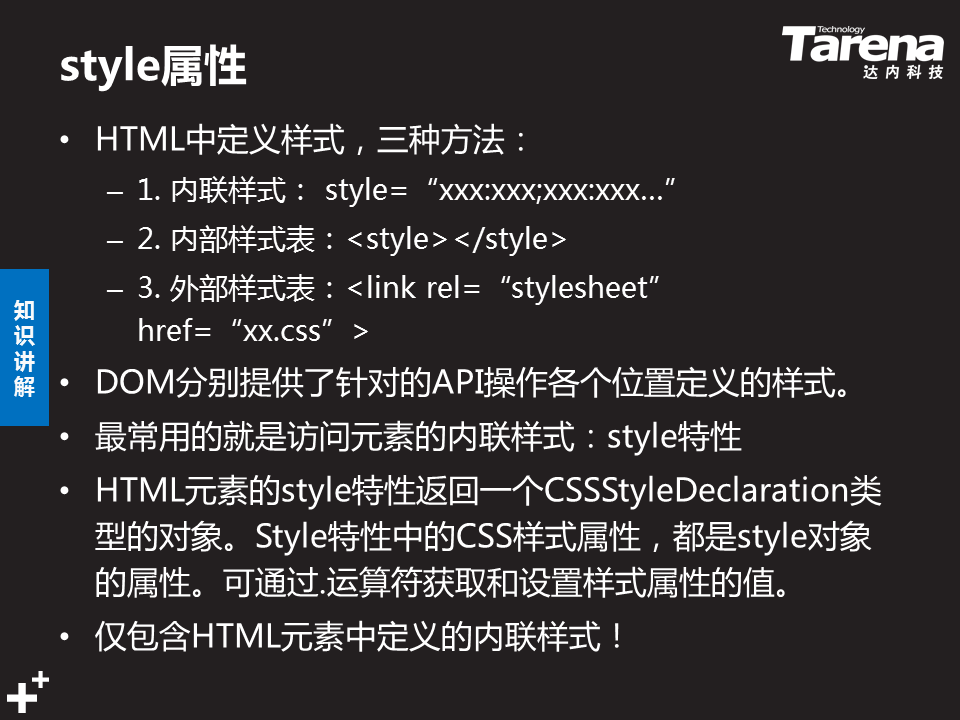 style属性
Technology
Tarena
达内科技
• HTML中定义样式，三种方法：
– 1. 内联样式： style=“xxx:xxx;xxx:xxx…”
– 2. 内部样式表：<style></style>
– 3. 外部样式表：<link rel=“stylesheet”
href=“xx.css”>
知识讲解
• DOM分别提供了针对的API操作各个位置定义的样式。
• 最常用的就是访问元素的内联样式：style特性
• HTML元素的style特性返回一个CSSStyleDeclaration类
型的对象。Style特性中的CSS样式属性，都是style对象
的属性。可通过.运算符获取和设置样式属性的值。
• 仅包含HTML元素中定义的内联样式！